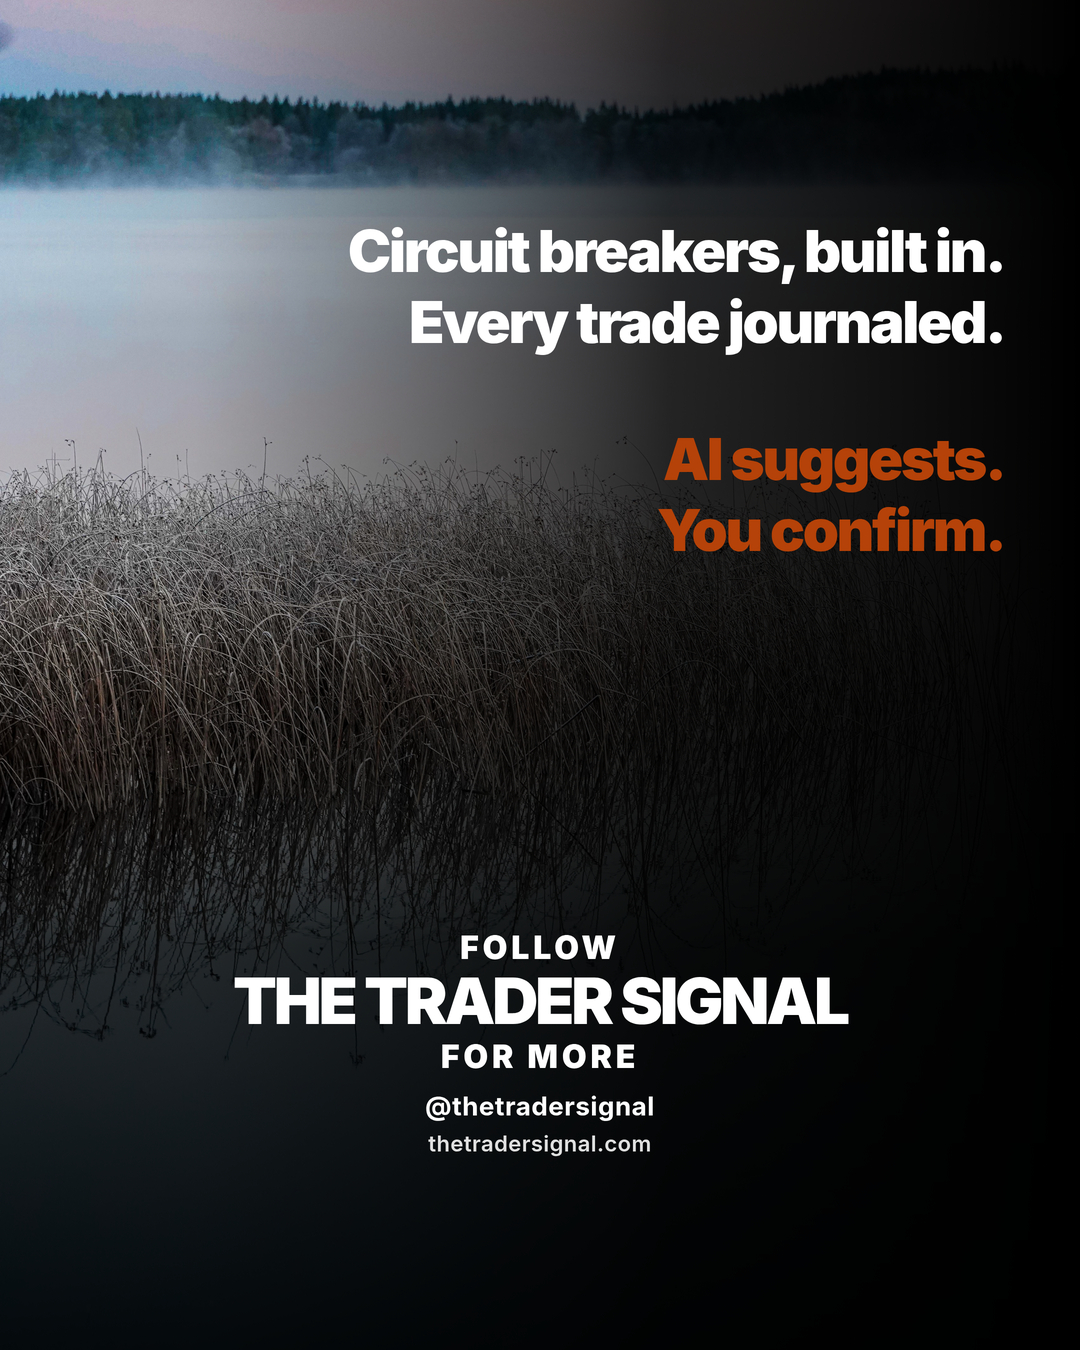 Circuit breakers, built in.
Every trade journaled.
AI suggests.
You confirm.
FOLLOW
THE TRADER SIGNAL
FOR MORE
@thetradersignal
thetradersignal.com